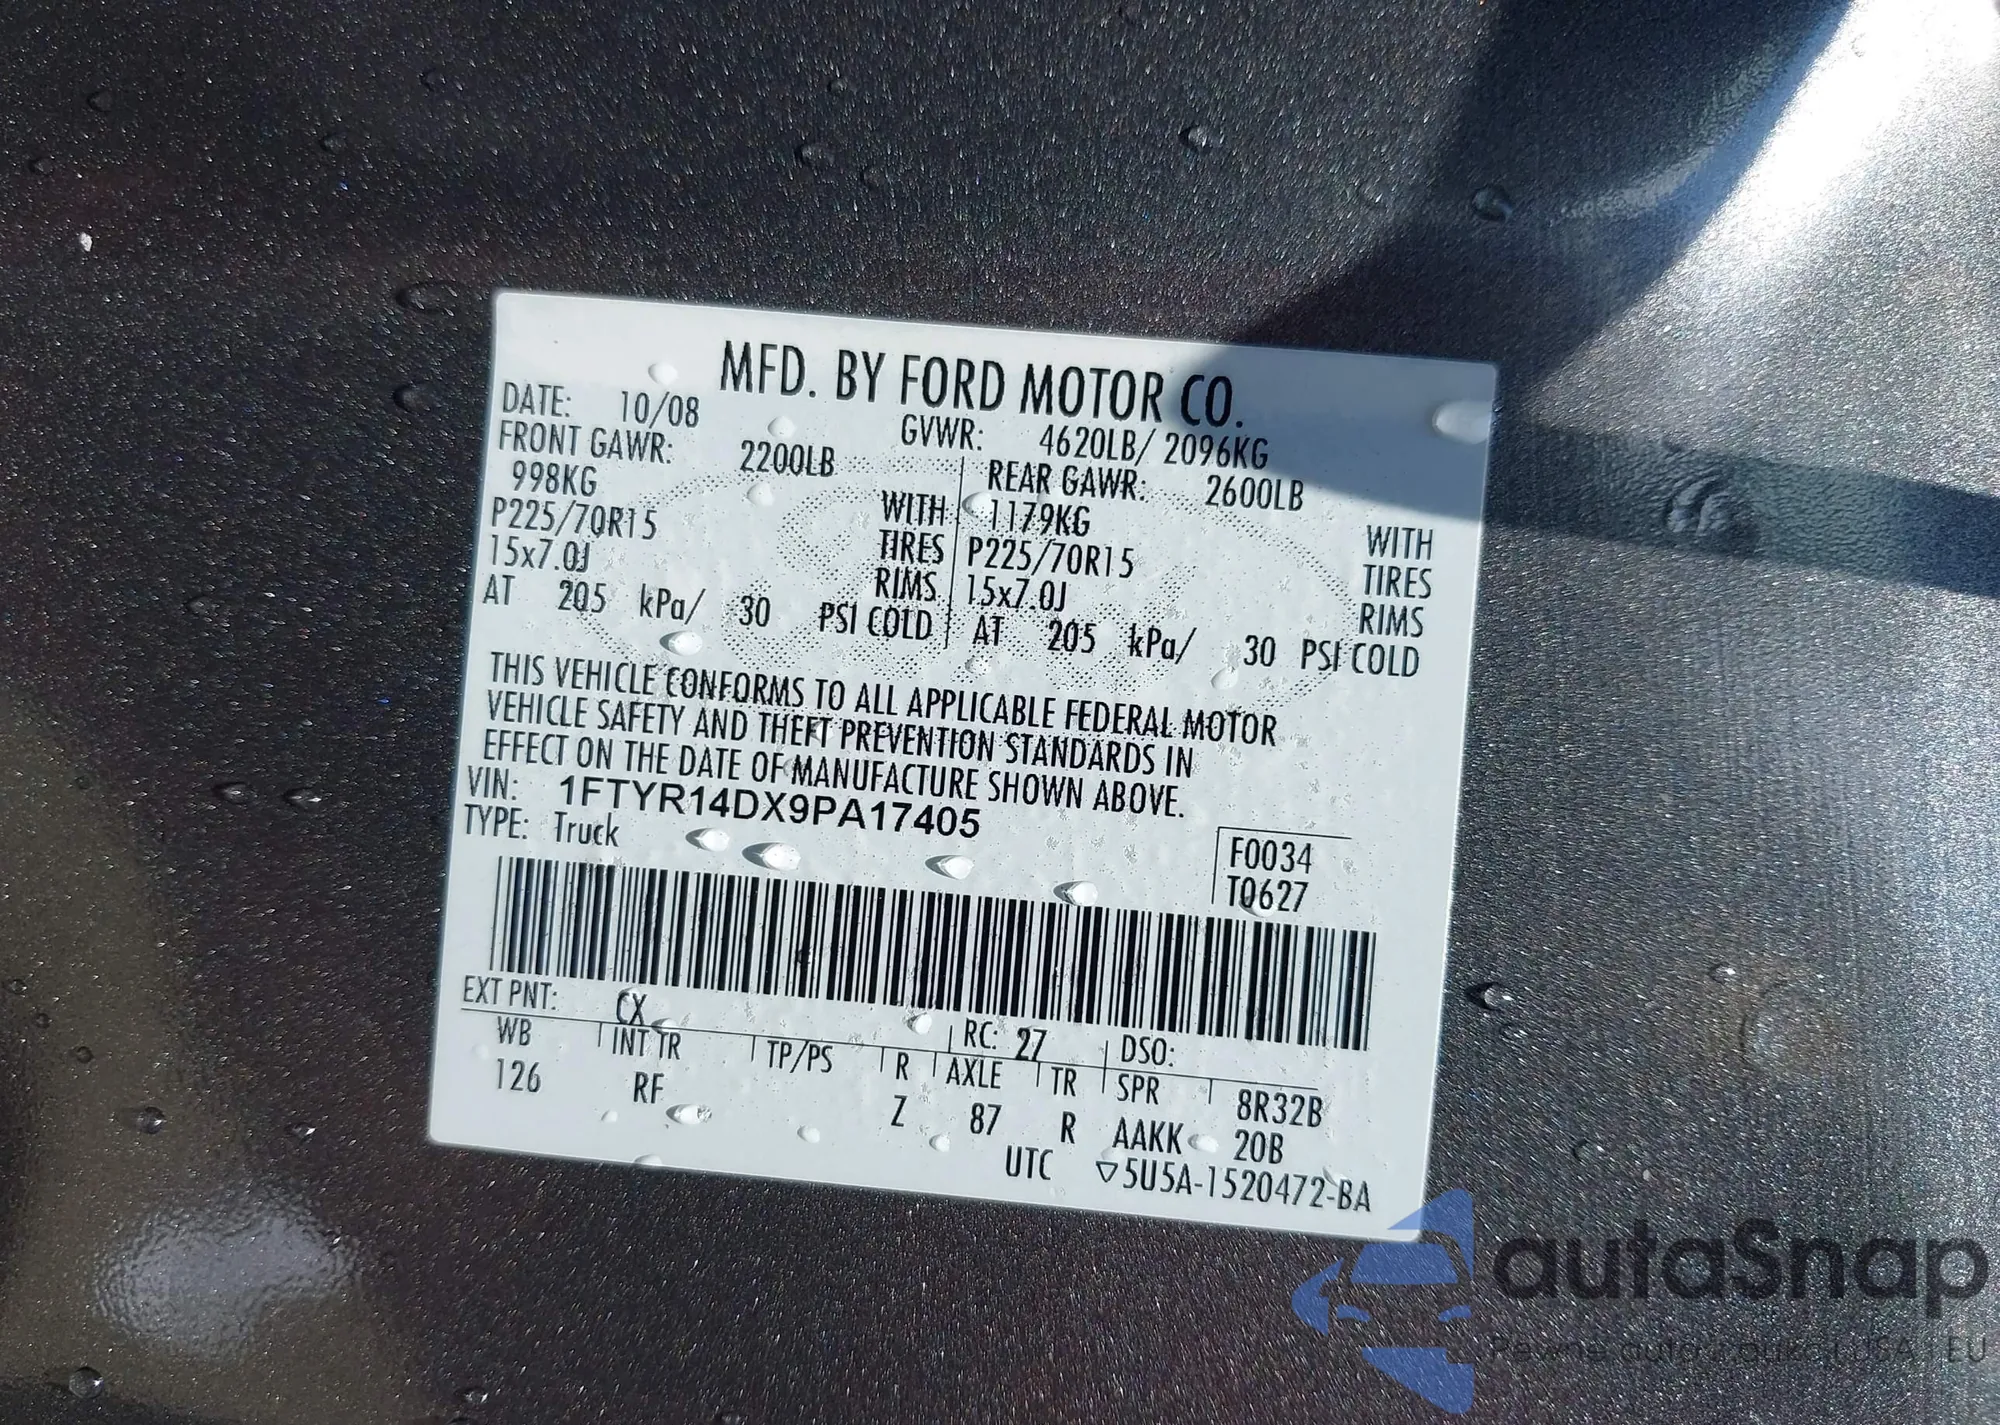 MFD. BY FORD MOTOR CO.
DATE: 10/08 GVWR: 4620LB/ 2096KG
FRONT GAWR: 2200LB REAR GAWR: 2600LB
998KG WITH 1179KG WITH
P225/70R15 TIRES P225/70R15 TIRES
15x7.0J RIMS 15x7.0J RIMS
AT 205 kPa/ 30 PSI COLD AT 205 kPa/ 30 PSI COLD
THIS VEHICLE CONFORMS TO ALL APPLICABLE FEDERAL MOTOR
VEHICLE SAFETY AND THEFT PREVENTION STANDARDS IN
EFFECT ON THE DATE OF MANUFACTURE SHOWN ABOVE.
VIN: 1FTYR14DX9PA17405
TYPE: Truck
F0034
T0627
EXT PNT: CX RC: 27 DSO:
WB INT TR TP/PS R AXLE TR SPR 8R32B
126 RF Z 87 R AAKK 20B
UTC ▽5U5A-1520472-BA
autaSnap
USA | EU